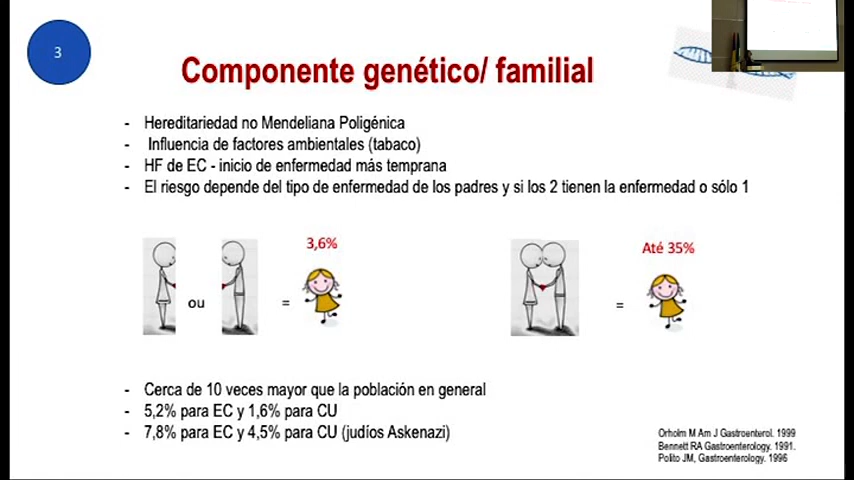 3
Componente genético/ familial
- Hereditariedad no Mendeliana Poligénica
- Influencia de factores ambientales (tabaco)
- HF de EC - inicio de enfermedad más temprana
- El riesgo depende del tipo de enfermedad de los padres y si los 2 tienen la enfermedad o sólo 1
3,6%
Até 35%
ou
=
=
- Cerca de 10 veces mayor que la población en general
- 5,2% para EC y 1,6% para CU
- 7,8% para EC y 4,5% para CU (judíos Askenazi)
Orholm M Am J Gastroenterol. 1999
Bennett RA Gastroenterology. 1991.
Polito JM, Gastroenterology. 1996